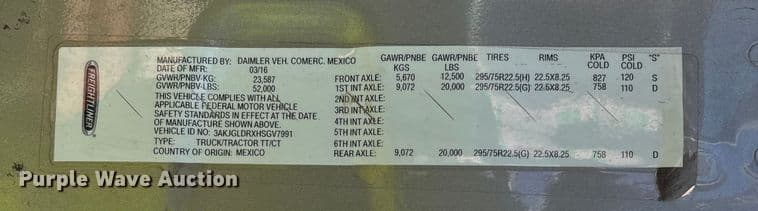 FREIGHTLINER
MANUFACTURED BY: DAIMLER VEH. COMERC. MEXICO
DATE OF MFR: 03/16
GVWR/PNBV-KG: 23,587
GVWR/PNBV-LBS: 52,000
THIS VEHICLE COMPLIES WITH ALL
APPLICABLE FEDERAL MOTOR VEHICLE
SAFETY STANDARDS IN EFFECT AT THE DATE
OF MANUFACTURE SHOWN ABOVE.
VEHICLE ID NO: 3AKJGLDRXHSGV7991
TYPE: TRUCK/TRACTOR TT/CT
COUNTRY OF ORIGIN: MEXICO
GAWR/PNBE GAWR/PNBE TIRES RIMS KPA PSI "S"
KGS LBS COLD COLD
FRONT AXLE: 5,670 12,500 295/75R22.5(H) 22.5X8.25 827 120 S
1ST INT AXLE: 9,072 20,000 295/75R22.5(G) 22.5X8.25 758 110 D
2ND INT AXLE:
3RD INT AXLE:
4TH INT AXLE:
5TH INT AXLE:
6TH INT AXLE:
REAR AXLE: 9,072 20,000 295/75R22.5(G) 22.5X8.25 758 110 D
Purple Wave Auction